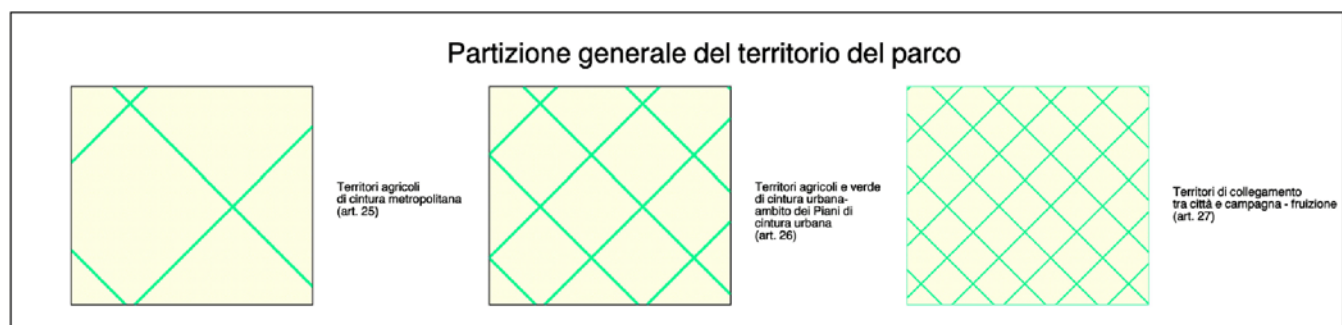 Partizione generale del territorio del parco
Territori agricoli
di cintura metropolitana
(art. 25)
Territori agricoli e verde
di cintura urbana-
ambito dei Piani di
cintura urbana
(art. 26)
Territori di collegamento
tra città e campagna - fruizione
(art. 27)